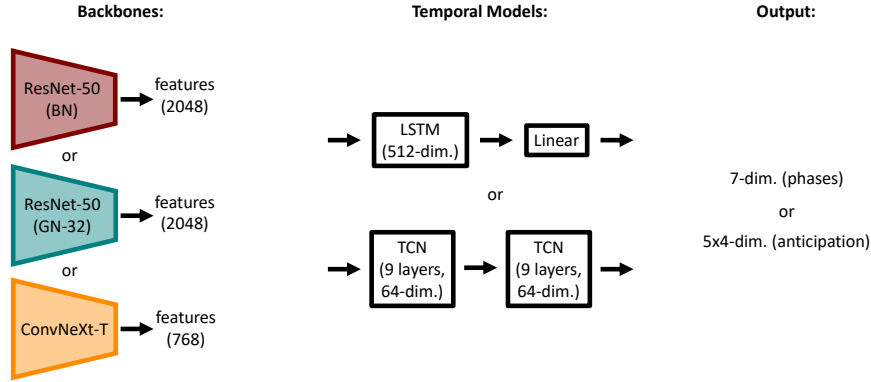 Backbones:
Temporal Models:
Output:
ResNet-50
(BN)
features
(2048)
or
ResNet-50
(GN-32)
features
(2048)
or
ConvNeXt-T
features
(768)
LSTM
(512-dim.)
Linear
or
TCN
(9 layers,
64-dim.)
TCN
(9 layers,
64-dim.)
7-dim. (phases)
or
5x4-dim. (anticipation)